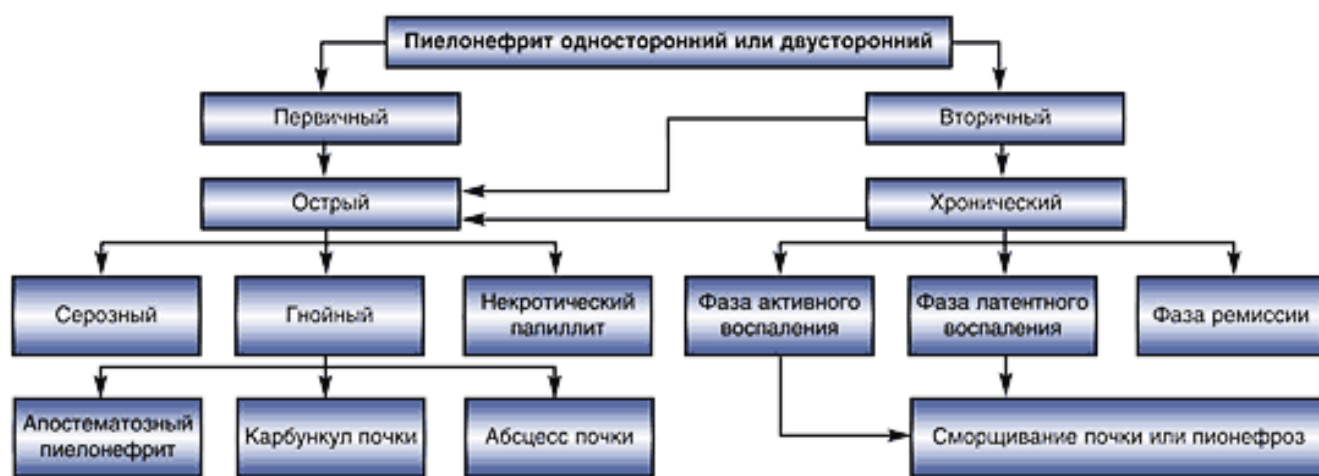 Пиелонефрит односторонний или двусторонний
Первичный
Вторичный
Острый
Хронический
Серозный
Гнойный
Некротический
папиллит
Фаза активного
воспаления
Фаза латентного
воспаления
Фаза ремиссии
Апостематозный
пиелонефрит
Карбункул почки
Абсцесс почки
Сморщивание почки или пионефроз